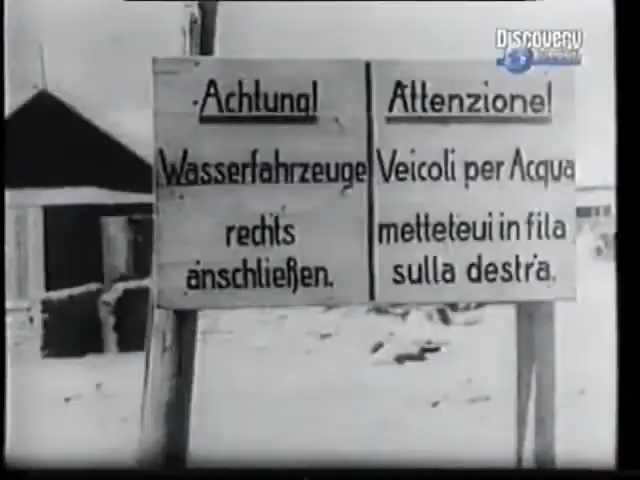 Discovery
Achtung!
Wasserfahrzeuge
rechts
anschließen.
Attenzione!
Veicoli per Acqua
metteteui in fila
sulla destra.